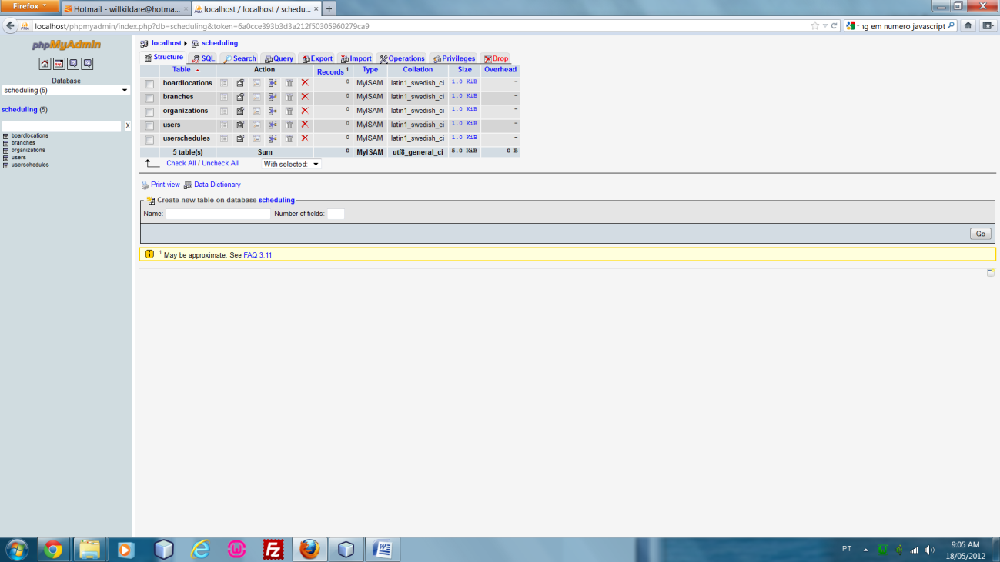 Firefox
Hotmail - willkildare@hotma...
localhost / localhost / schedu...
localhost/phpmyadmin/index.php?db=scheduling&token=6a0cce393b3d3a212f50305960279ca9
ıg em numero javascript
phpMyAdmin
Database
scheduling (5)
scheduling (5)
X
boardlocations
branches
organizations
users
userschedules
localhost scheduling
Structure SQL Search Query Export Import Operations Privileges Drop
Table Action Records 1 Type Collation Size Overhead
boardlocations 0 MyISAM latin1_swedish_ci 1.0 KiB -
branches 0 MyISAM latin1_swedish_ci 1.0 KiB -
organizations 0 MyISAM latin1_swedish_ci 1.0 KiB -
users 0 MyISAM latin1_swedish_ci 1.0 KiB -
userschedules 0 MyISAM latin1_swedish_ci 1.0 KiB -
5 table(s) Sum 0 MyISAM utf8_general_ci 5.0 KiB 0 B
Check All / Uncheck All With selected:
Print view Data Dictionary
Create new table on database scheduling
Name: Number of fields:
Go
1 May be approximate. See FAQ 3.11
PT
9:05 AM
18/05/2012